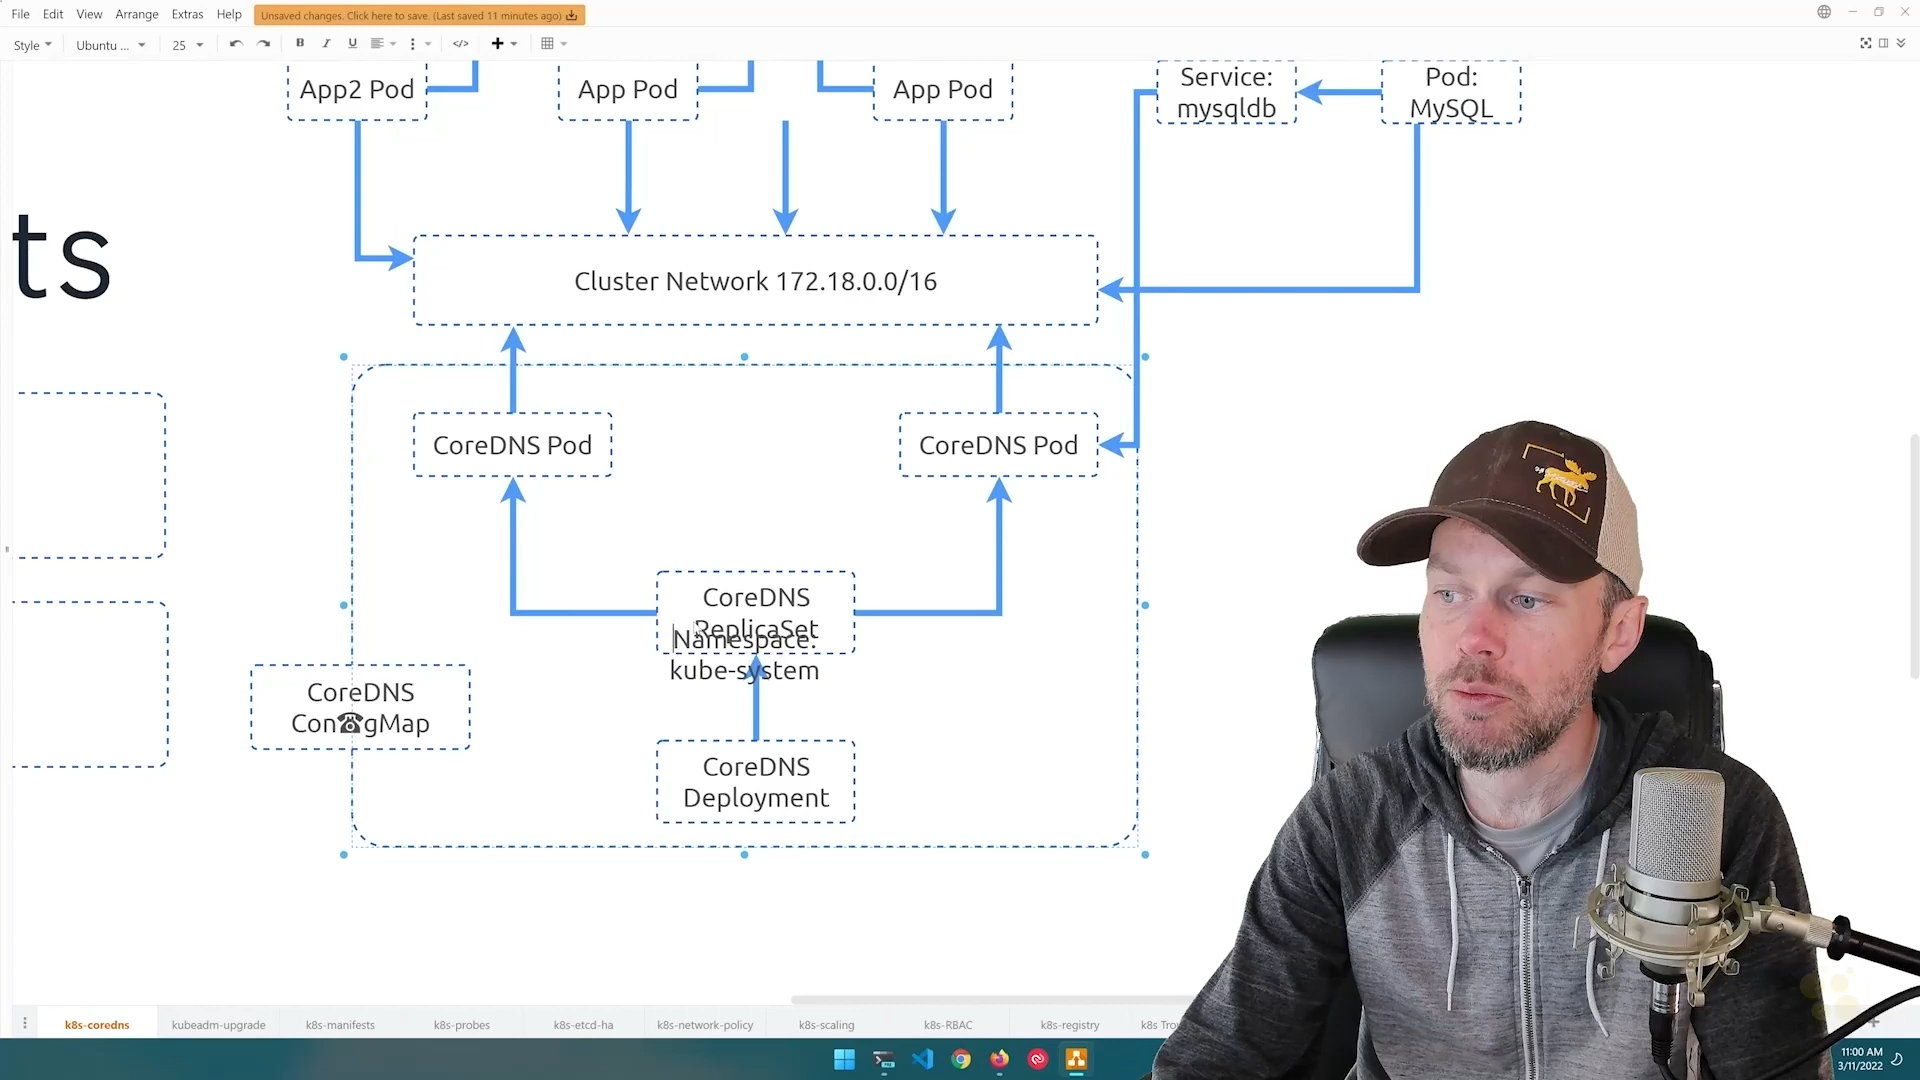 File Edit View Arrange Extras Help Unsaved changes. Click here to save. (Last saved 11 minutes ago)
Style Ubuntu ... 25 B I U </>
App2 Pod
App Pod
App Pod
Service:
mysqldb
Pod:
MySQL
ts
Cluster Network 172.18.0.0/16
CoreDNS Pod
CoreDNS Pod
CoreDNS
ReplicaSet
Namespace:
kube-system
CoreDNS
Con☎gMap
CoreDNS
Deployment
k8s-coredns kubeadm-upgrade k8s-manifests k8s-probes k8s-etcd-ha k8s-network-policy k8s-scaling k8s-RBAC k8s-registry k8s Trou
11:00 AM
3/11/2022